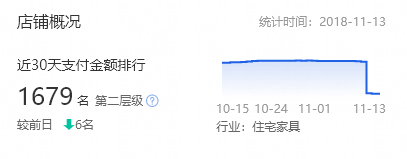 店铺概况
统计时间：2018-11-13
近30天支付金额排行
1679 名 第二层级 ?
较前日 6名
10-15 10-24 11-01 11-13
行业：住宅家具